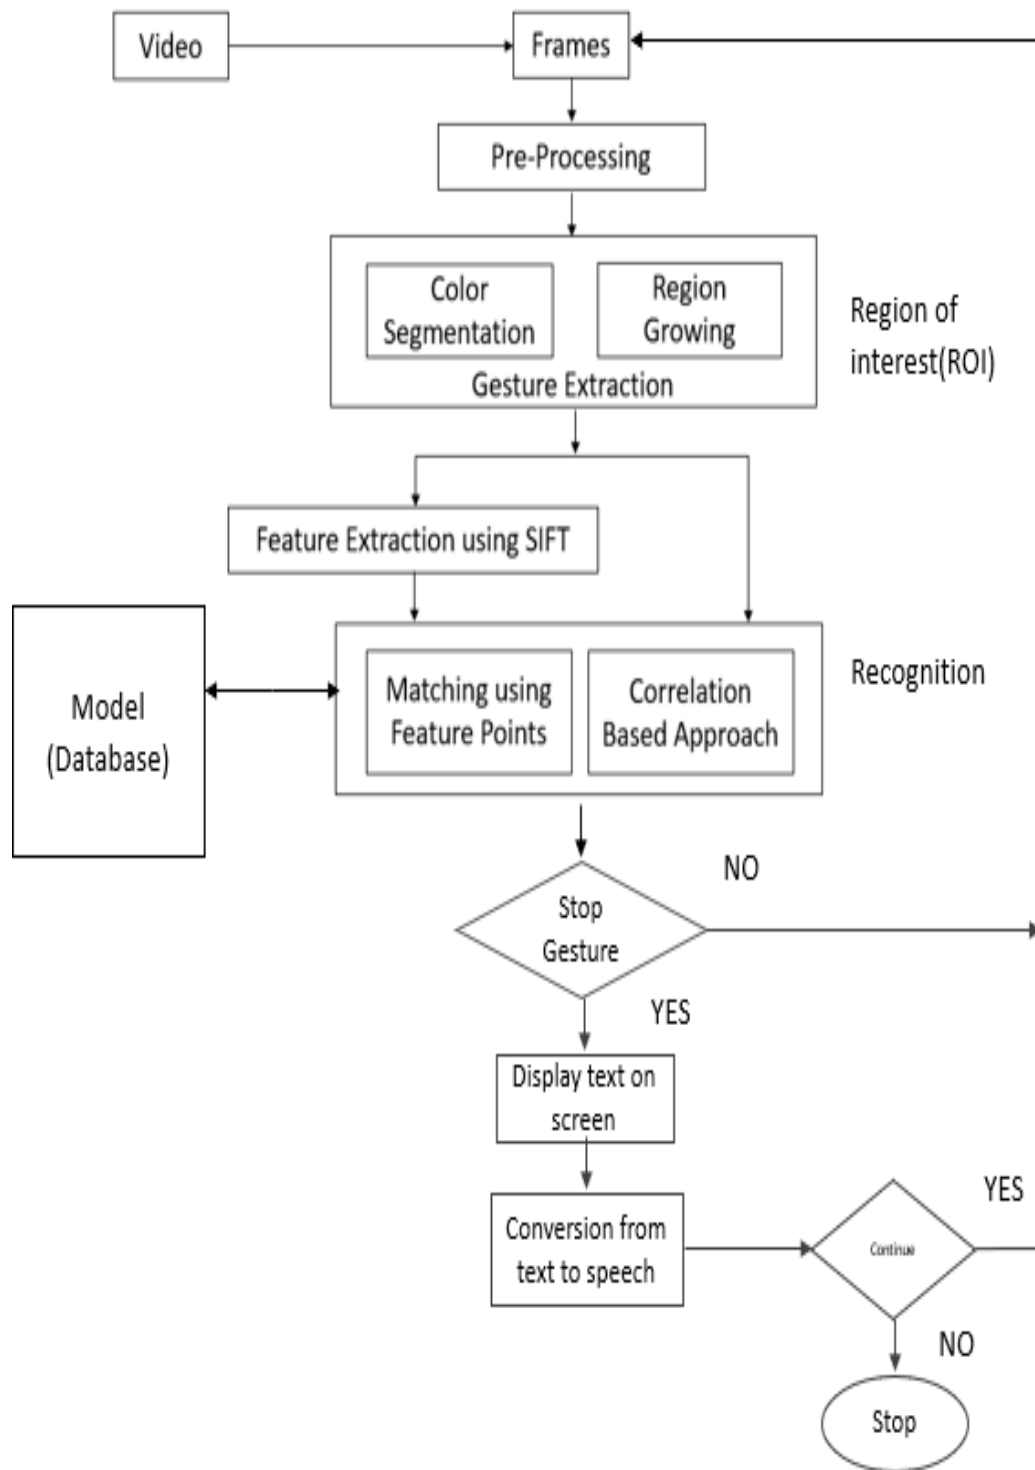 Video
Frames
Pre-Processing
Color
Segmentation
Region
Growing
Gesture Extraction
Region of
interest(ROI)
Feature Extraction using SIFT
Model
(Database)
Matching using
Feature Points
Correlation
Based Approach
Recognition
Stop
Gesture
NO
YES
Display text on
screen
Conversion from
text to speech
Continue
YES
NO
Stop